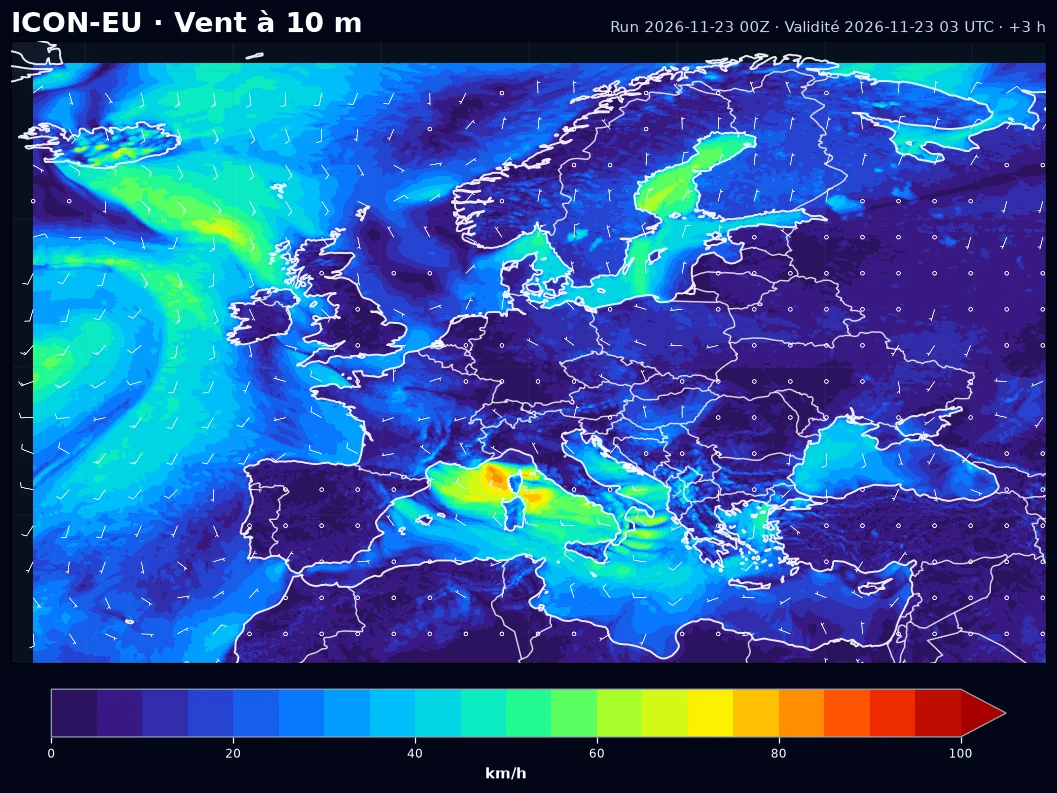 ICON-EU · Vent à 10 m
Run 2026-11-23 00Z · Validité 2026-11-23 03 UTC · +3 h
0 20 40 60 80 100
km/h